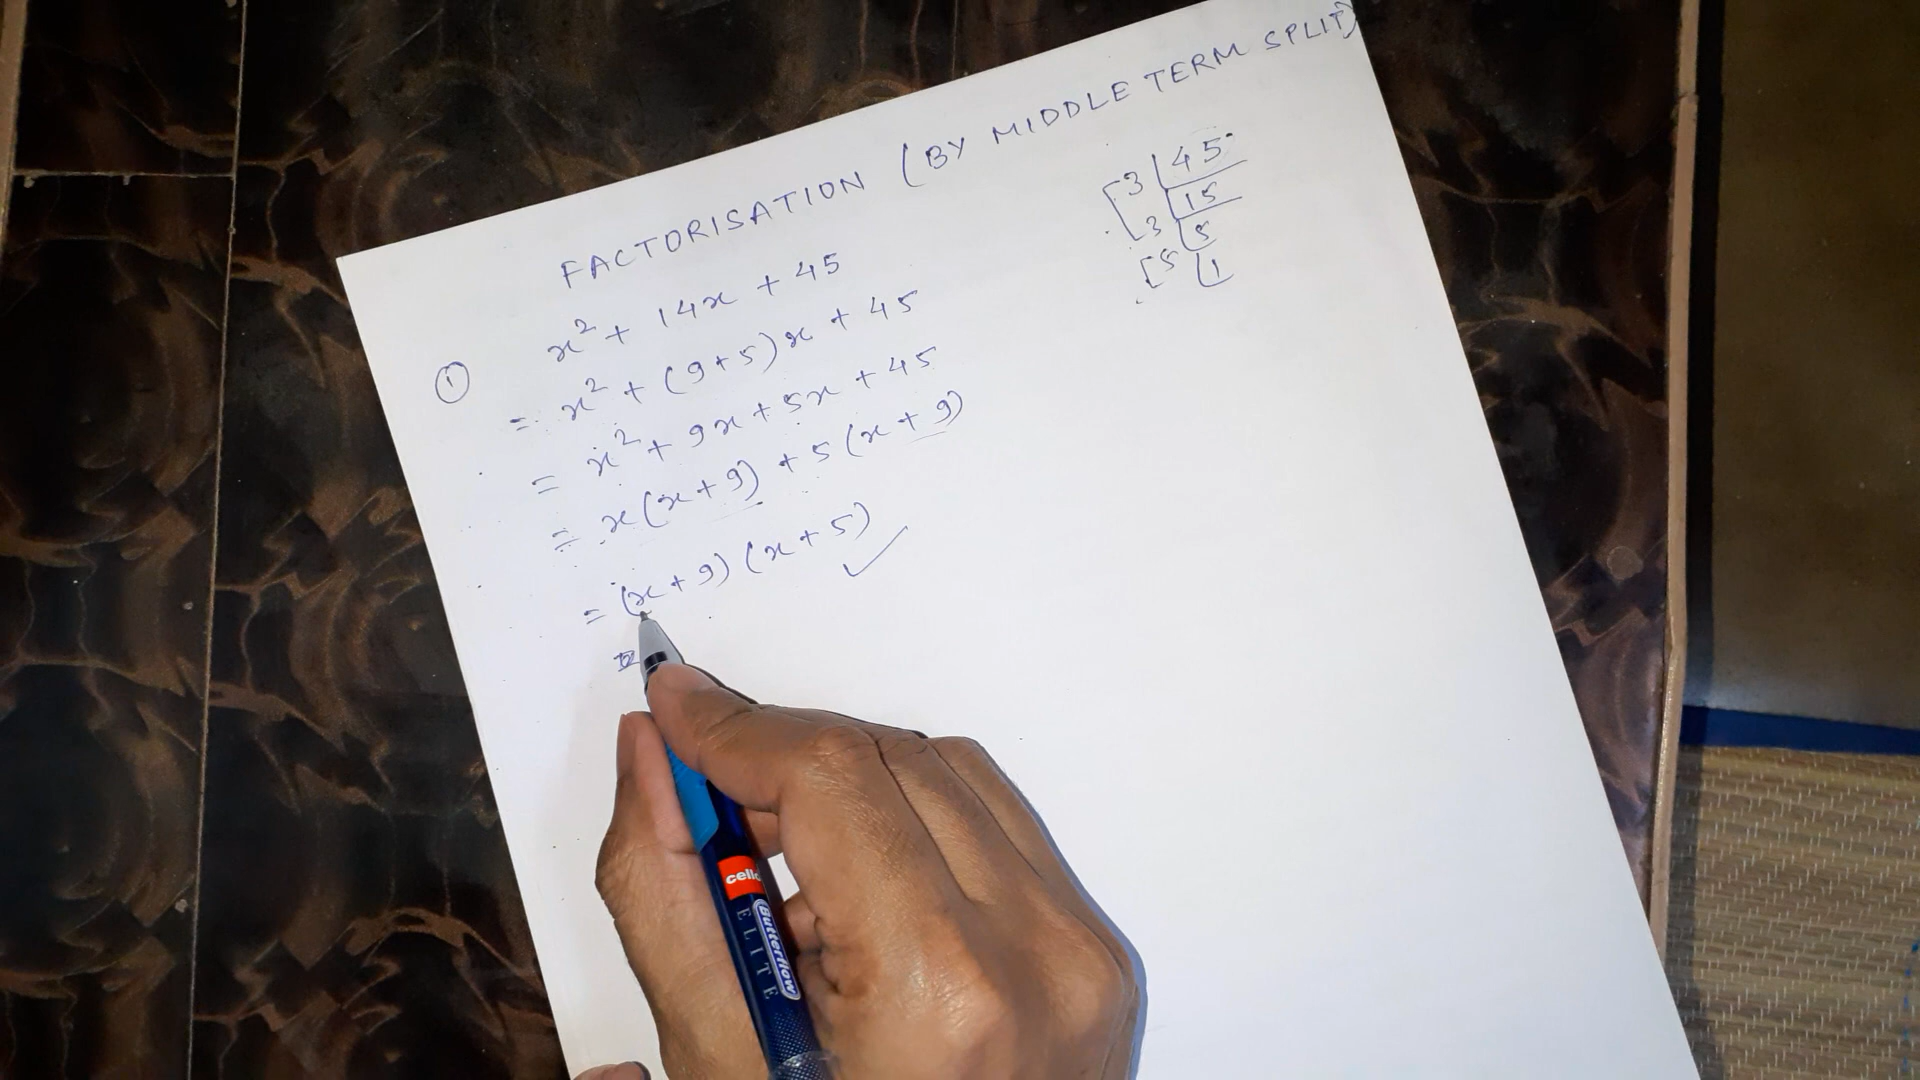 FACTORISATION (BY MIDDLE TERM SPLIT)
① x² + 14x + 45
= x² + (9+5)x + 45
= x² + 9x + 5x + 45
= x(x+9) + 5(x+9)
= (x+9)(x+5) ✓
3 | 45
3 | 15
5 | 5
1
cello
Butterflow
ELITE